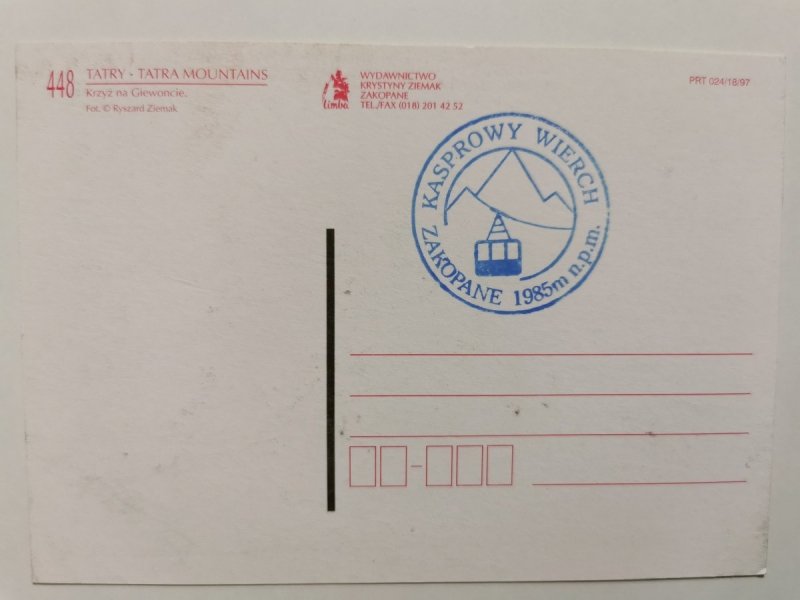 448 TATRY - TATRA MOUNTAINS
Krzyż na Giewoncie.
Fot. © Ryszard Ziemak
Limba
WYDAWNICTWO
KRYSTYNY ZIEMAK
ZAKOPANE
TEL./FAX (018) 201 42 52
PRT 024/18/97
KASPROWY WIERCH
ZAKOPANE 1985m n.p.m.